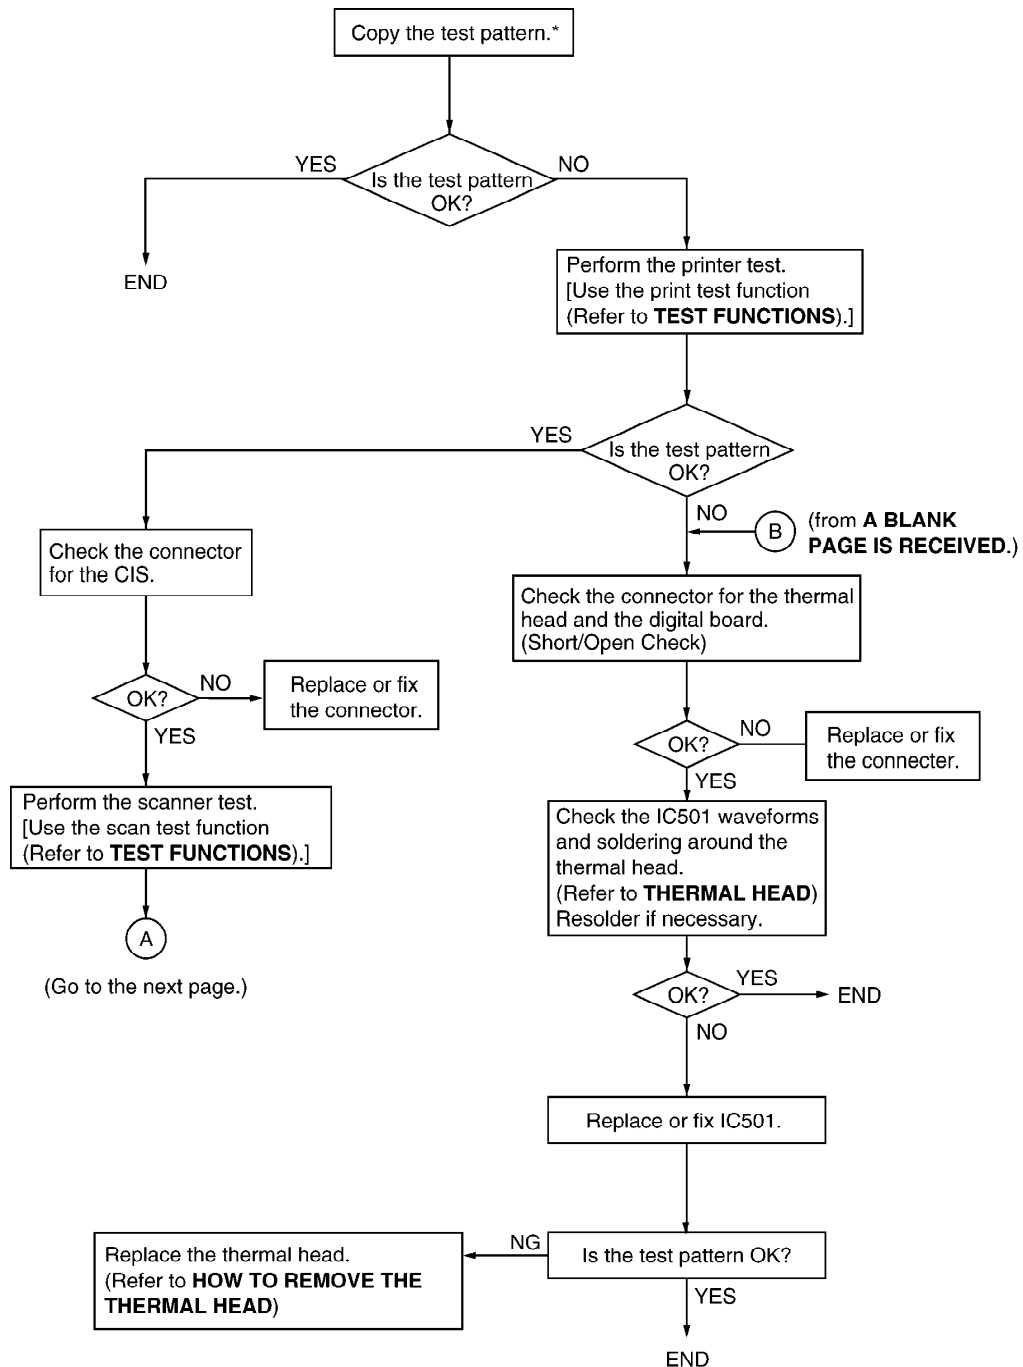 Copy the test pattern.*
YES
NO
Is the test pattern
OK?
END
Perform the printer test.
[Use the print test function
(Refer to TEST FUNCTIONS).]
YES
Is the test pattern
OK?
NO
B
(from A BLANK
PAGE IS RECEIVED.)
Check the connector
for the CIS.
Check the connector for the thermal
head and the digital board.
(Short/Open Check)
OK?
NO
Replace or fix
the connector.
YES
OK?
NO
Replace or fix
the connecter.
YES
Perform the scanner test.
[Use the scan test function
(Refer to TEST FUNCTIONS).]
A
(Go to the next page.)
Check the IC501 waveforms
and soldering around the
thermal head.
(Refer to THERMAL HEAD)
Resolder if necessary.
OK?
YES
END
NO
Replace or fix IC501.
Replace the thermal head.
(Refer to HOW TO REMOVE THE
THERMAL HEAD)
NG
Is the test pattern OK?
YES
END